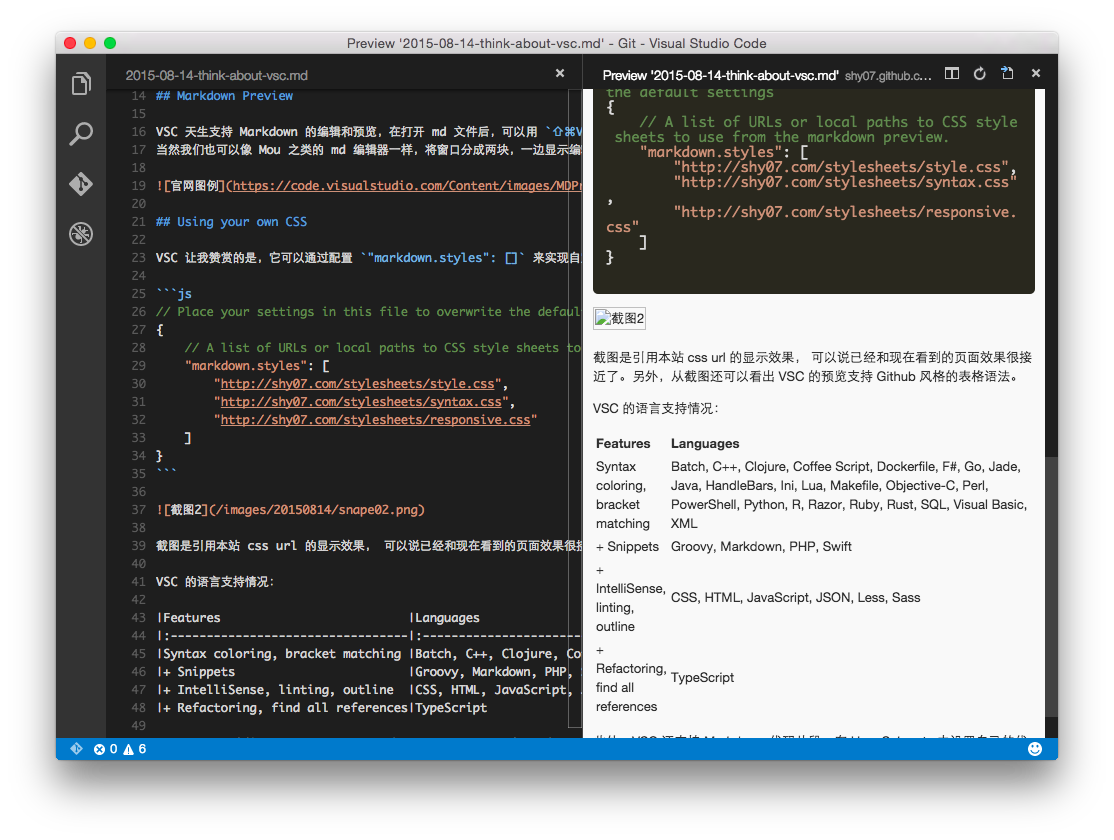 Preview '2015-08-14-think-about-vsc.md' - Git - Visual Studio Code
2015-08-14-think-about-vsc.md
14 ## Markdown Preview
15
16 VSC 天生支持 Markdown 的编辑和预览，在打开 md 文件后，可以用 `⇧⌘V
17 当然我们也可以像 Mou 之类的 md 编辑器一样，将窗口分成两块，一边显示编
18
19 ![官网图例](https://code.visualstudio.com/Content/images/MDPr
20
21 ## Using your own CSS
22
23 VSC 让我赞赏的是，它可以通过配置 `"markdown.styles": []` 来实现自
24
25 ```js
26 // Place your settings in this file to overwrite the defaul
27 {
28 // A list of URLs or local paths to CSS style sheets to
29 "markdown.styles": [
30 "http://shy07.com/stylesheets/style.css",
31 "http://shy07.com/stylesheets/syntax.css",
32 "http://shy07.com/stylesheets/responsive.css"
33 ]
34 }
35 ```
36
37 ![截图2](/images/20150814/snape02.png)
38
39 截图是引用本站 css url 的显示效果， 可以说已经和现在看到的页面效果很接
40
41 VSC 的语言支持情况：
42
43 |Features |Languages
44 |:---------------------------------|:----------------------
45 |Syntax coloring, bracket matching |Batch, C++, Clojure, Co
46 |+ Snippets |Groovy, Markdown, PHP,
47 |+ IntelliSense, linting, outline |CSS, HTML, JavaScript,
48 |+ Refactoring, find all references|TypeScript
49
Preview '2015-08-14-think-about-vsc.md' shy07.github.c...
the default settings
{
// A list of URLs or local paths to CSS style
sheets to use from the markdown preview.
"markdown.styles": [
"http://shy07.com/stylesheets/style.css",
"http://shy07.com/stylesheets/syntax.css"
,
"http://shy07.com/stylesheets/responsive.
css"
]
}
截图2
截图是引用本站 css url 的显示效果， 可以说已经和现在看到的页面效果很接
近了。另外，从截图还可以看出 VSC 的预览支持 Github 风格的表格语法。
VSC 的语言支持情况：
Features Languages
Syntax
coloring,
bracket
matching
Batch, C++, Clojure, Coffee Script, Dockerfile, F#, Go, Jade,
Java, HandleBars, Ini, Lua, Makefile, Objective-C, Perl,
PowerShell, Python, R, Razor, Ruby, Rust, SQL, Visual Basic,
XML
+ Snippets Groovy, Markdown, PHP, Swift
+
IntelliSense,
linting,
outline
CSS, HTML, JavaScript, JSON, Less, Sass
+
Refactoring,
find all
references
TypeScript
0 6